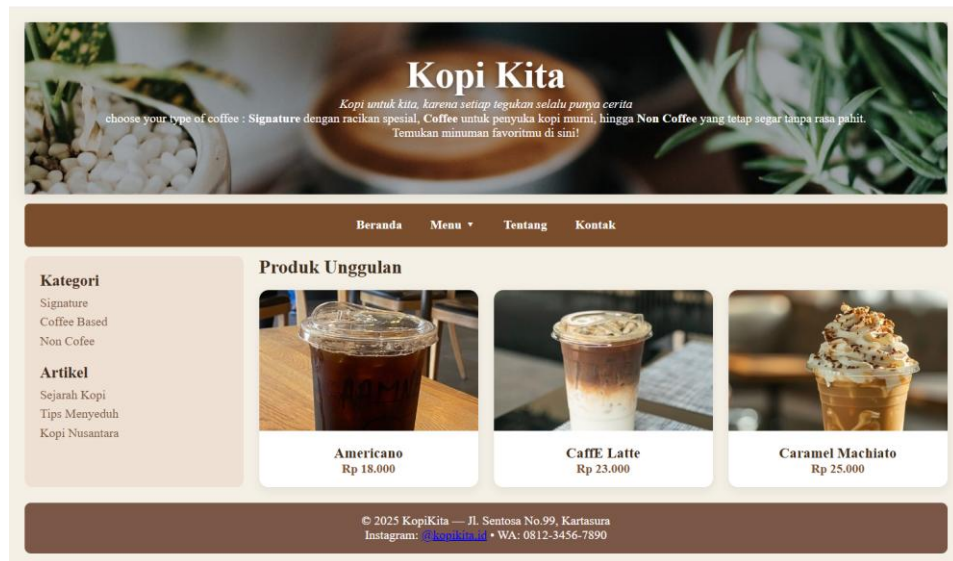 Kopi Kita
Kopi untuk kita, karena setiap tegukan selalu punya cerita
choose your type of coffee : Signature dengan racikan spesial, Coffee untuk penyuka kopi murni, hingga Non Coffee yang tetap segar tanpa rasa pahit.
Temukan minuman favoritmu di sini!
Beranda Menu ▾ Tentang Kontak
Kategori
Signature
Coffee Based
Non Cofee
Artikel
Sejarah Kopi
Tips Menyeduh
Kopi Nusantara
Produk Unggulan
Americano
Rp 18.000
CaffE Latte
Rp 23.000
Caramel Machiato
Rp 25.000
© 2025 KopiKita — Jl. Sentosa No.99, Kartasura
Instagram: @kopikita.id • WA: 0812-3456-7890